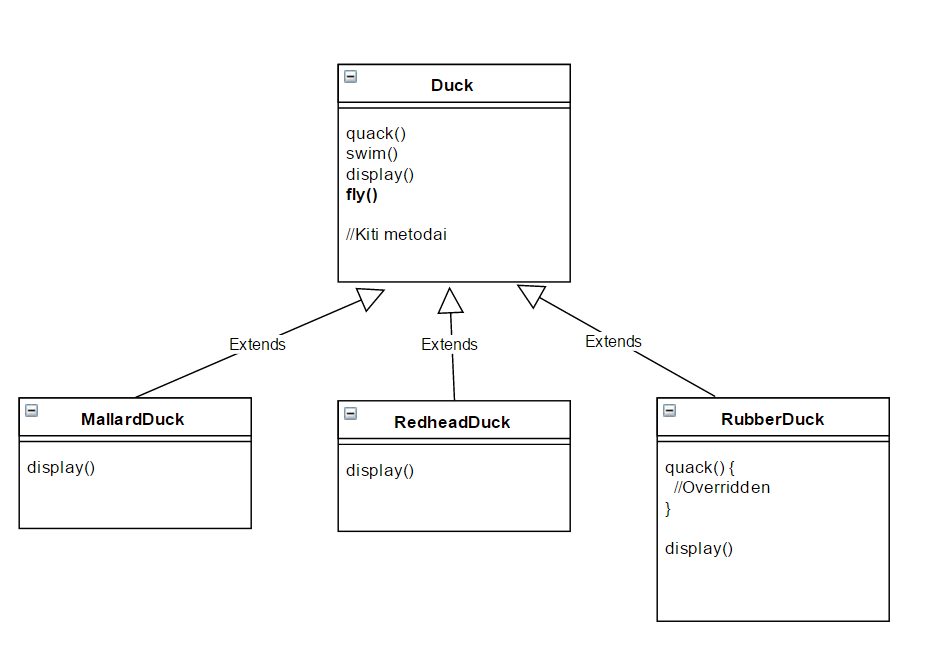 Duck
quack()
swim()
display()
fly()
//Kiti metodai
Extends
Extends
Extends
MallardDuck
display()
RedheadDuck
display()
RubberDuck
quack() {
//Overridden
}
display()